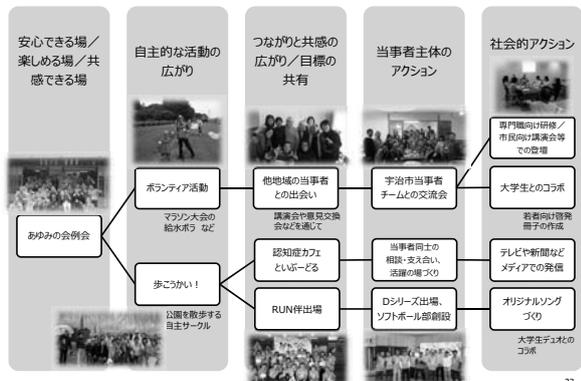 安心できる場／
楽しめる場／共
感できる場
自主的な活動の
広がり
つながりと共感の
広がり／目標の
共有
当事者主体の
アクション
社会的アクション
専門職向け研修／
市民向け講演会等
での登壇
ボランティア活動
他地域の当事者
との出会い
宇治市当事者
チームとの交流会
大学生とのコラボ
マラソン大会の
給水ボラ など
講演会や意見交換
会などを通じて
若者向け啓発
冊子の作成
あゆみの会例会
認知症カフェ
といぶーどる
当事者同士の
相談・支え合い、
活躍の場づくり
テレビや新聞など
メディアでの発信
歩こうかい！
公園を散歩する
自主サークル
RUN伴出場
Dシリーズ出場、
ソフトボール部創設
オリジナルソング
づくり
大学生デュオとの
コラボ